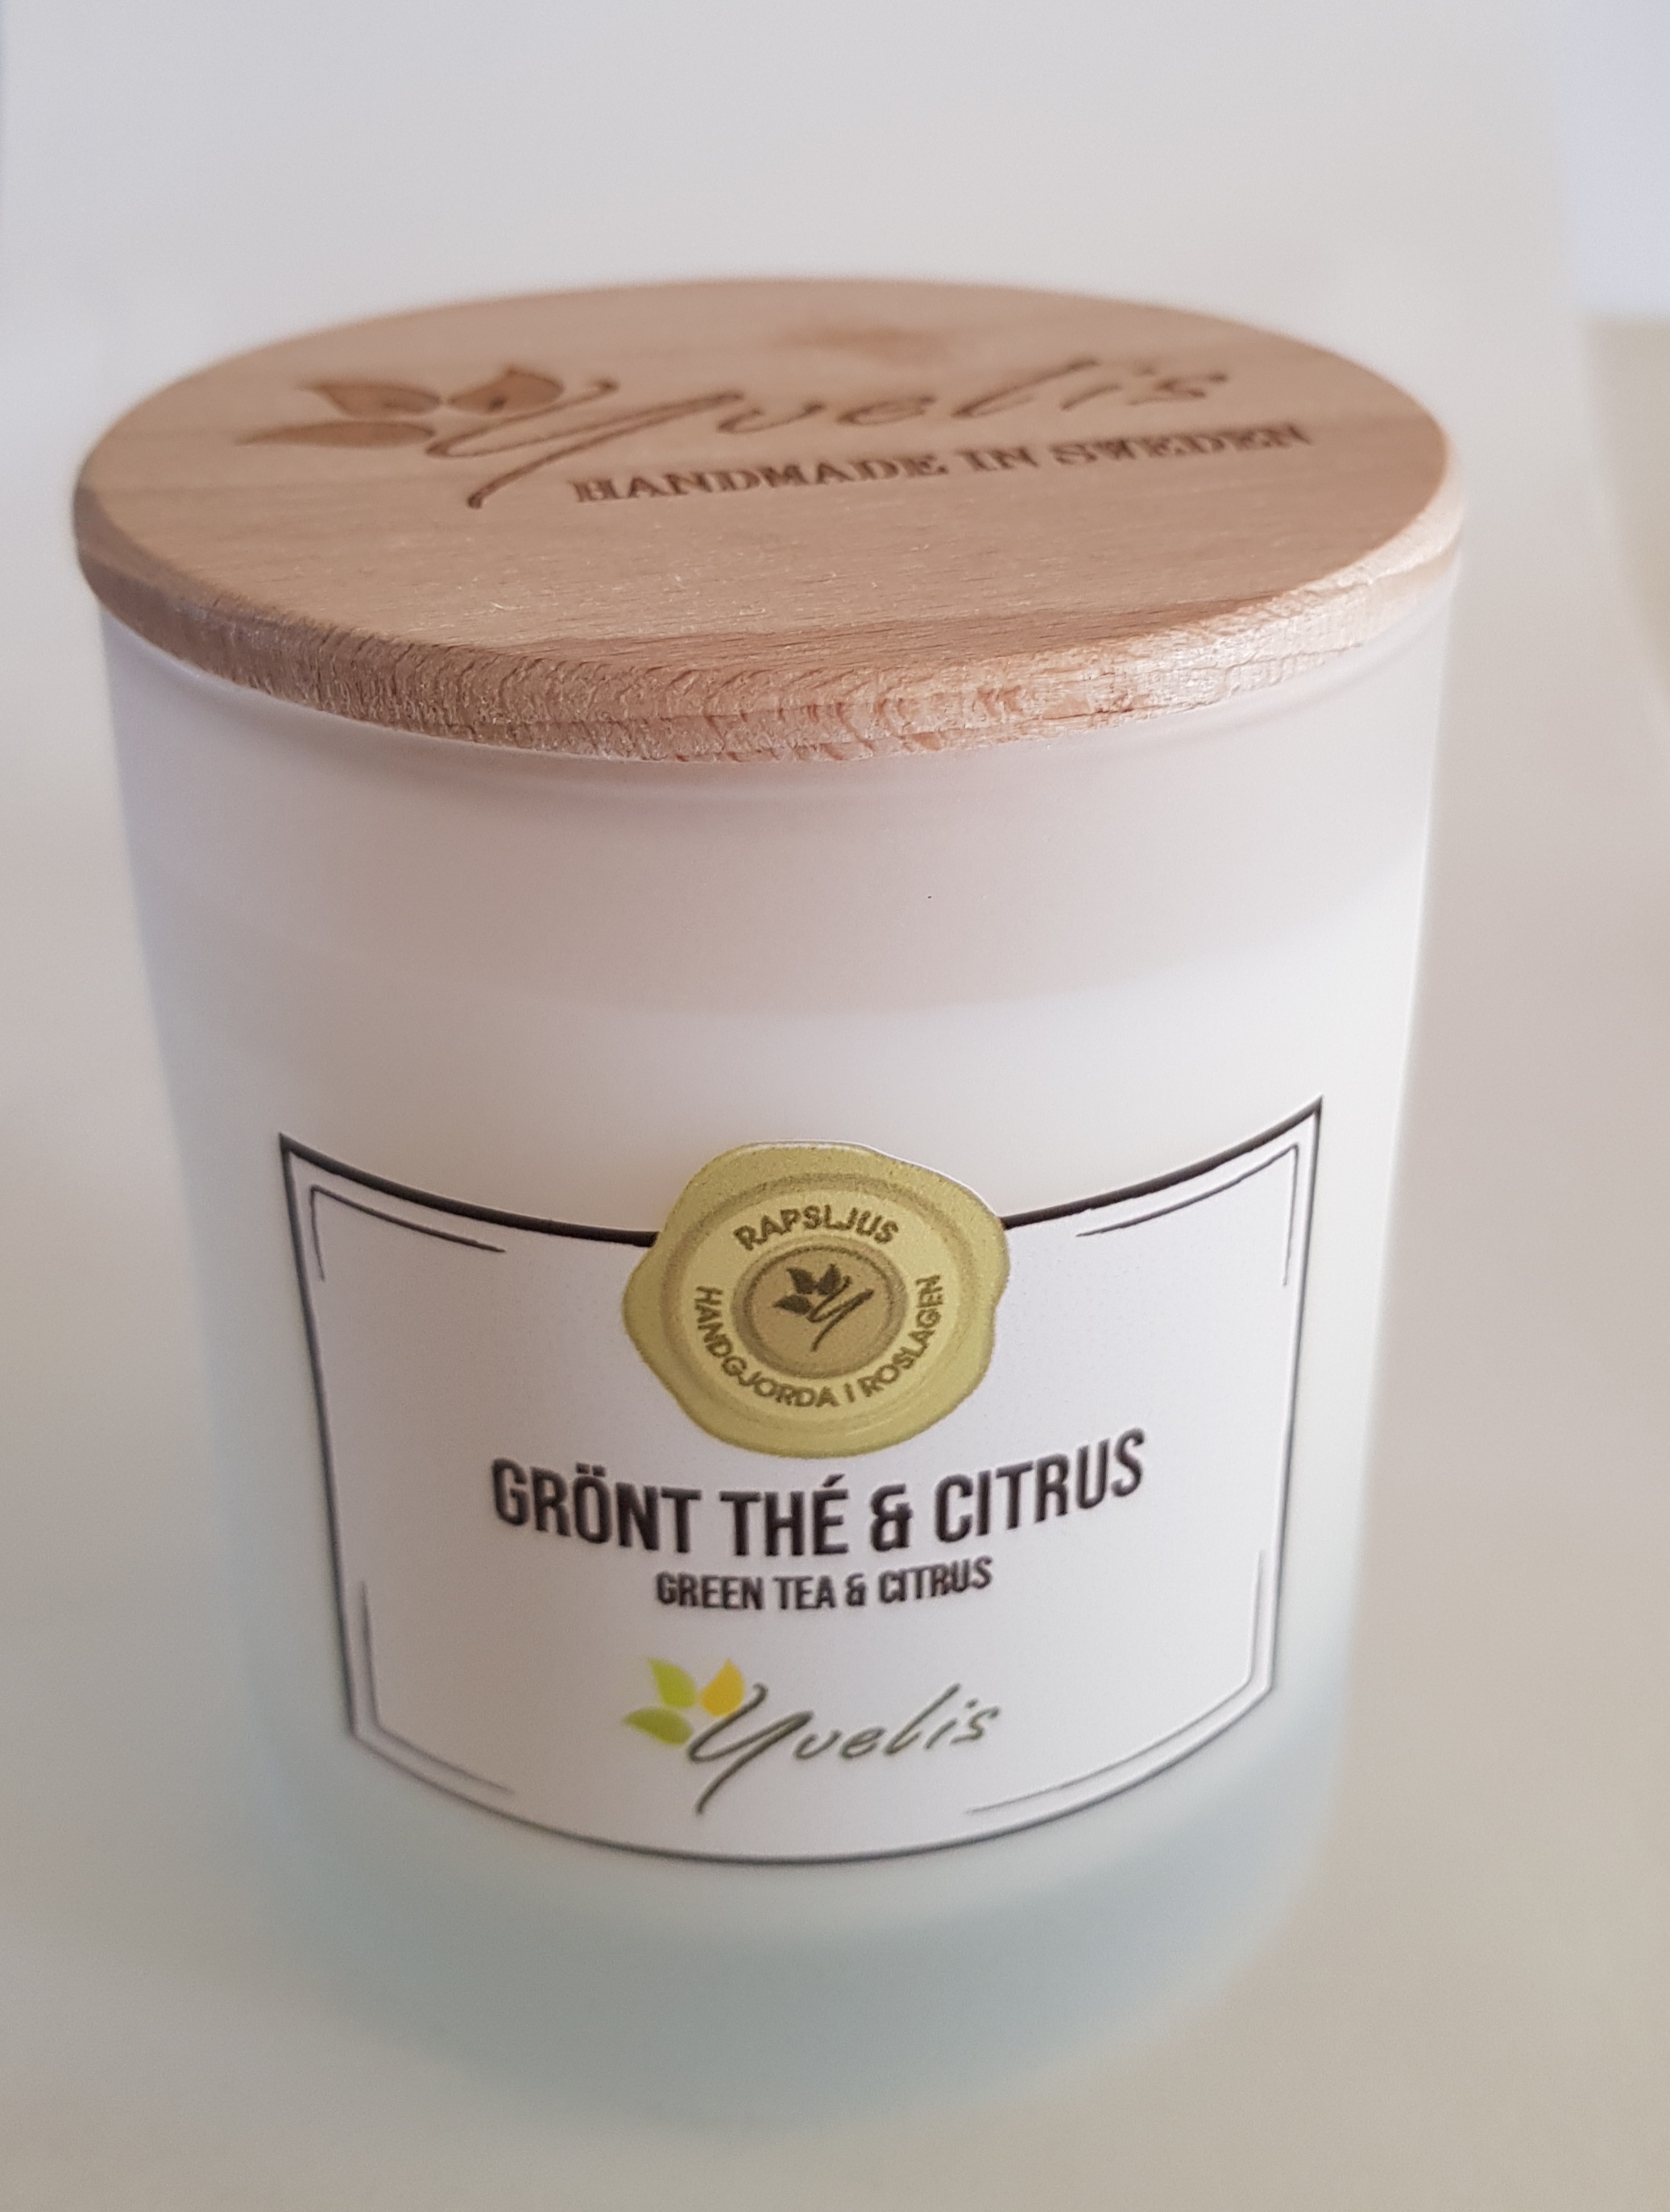 Yvelis
HANDMADE IN SWEDEN
RAPSLJUS
HANDGJORDA I ROSLAGEN
GRÖNT THÉ & CITRUS
GREEN TEA & CITRUS
Yvelis